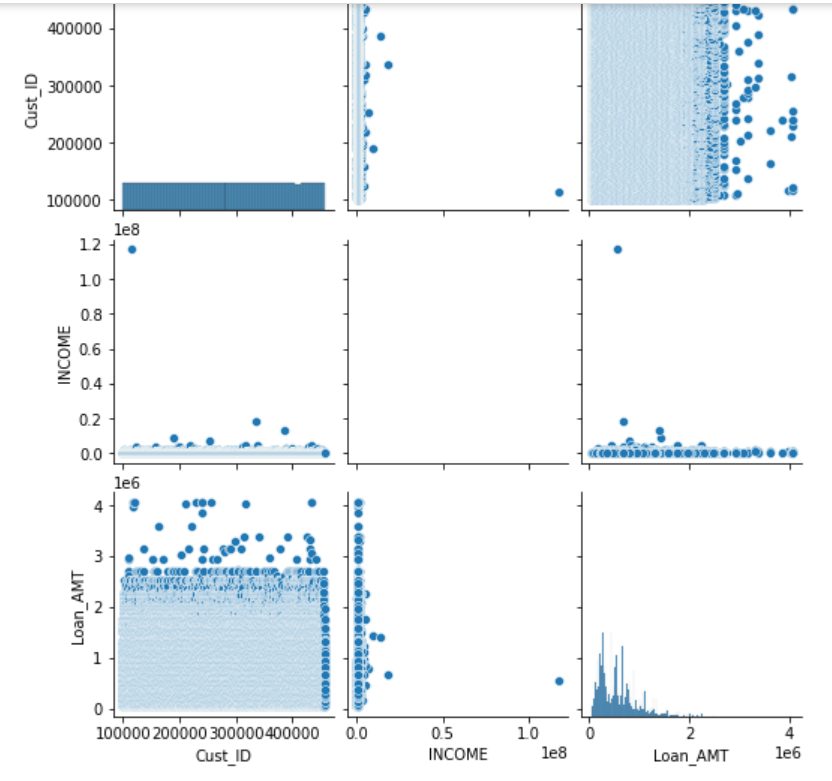 400000
300000
200000
100000
Cust_ID
1e8
1.2
1.0
0.8
0.6
0.4
0.2
0.0
INCOME
1e6
4
3
2
1
0
Loan_AMT
100000 200000 300000 400000
Cust_ID
0.0 0.5 1.0
1e8
INCOME
0 2 4
1e6
Loan_AMT